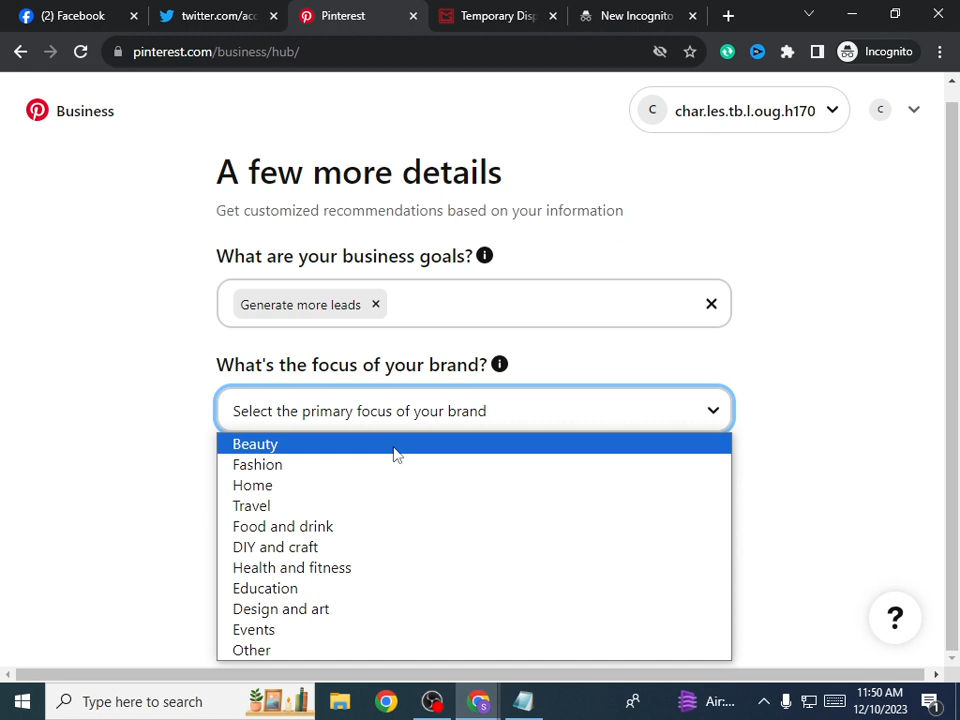 (2) Facebook
twitter.com/acc
Pinterest
Temporary Disp
New Incognito
pinterest.com/business/hub/
Incognito
Business
C
char.les.tb.l.oug.h170
C
A few more details
Get customized recommendations based on your information
What are your business goals?
Generate more leads
What's the focus of your brand?
Select the primary focus of your brand
Beauty
Fashion
Home
Travel
Food and drink
DIY and craft
Health and fitness
Education
Design and art
Events
Other
?
Type here to search
Air:...
11:50 AM
12/10/2023
1